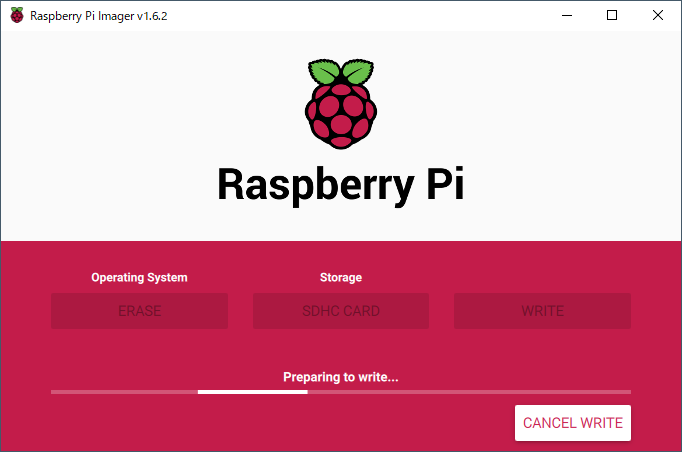 Raspberry Pi Imager v1.6.2
Raspberry Pi
Operating System Storage
ERASE SDHC CARD WRITE
Preparing to write...
CANCEL WRITE